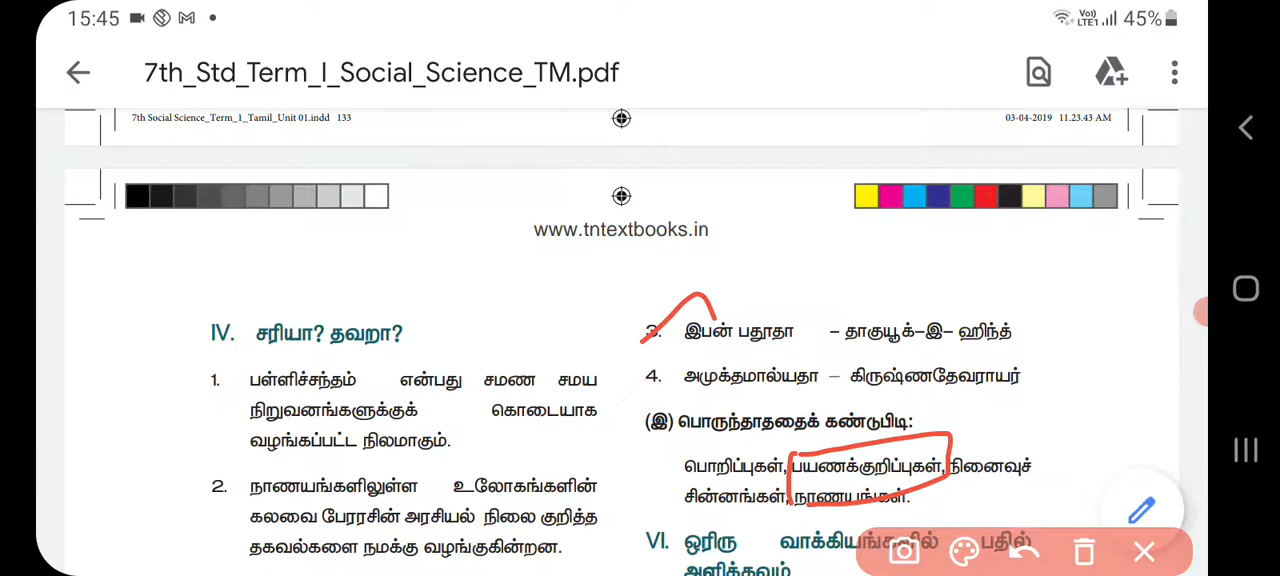 15:45
Vo)) LTE1 45%
7th_Std_Term_I_Social_Science_TM.pdf
7th Social Science_Term_1_Tamil_Unit 01.indd 133
03-04-2019 11.23.43 AM
www.tntextbooks.in
IV. சரியா? தவறா?
1. பள்ளிச்சந்தம் என்பது சமண சமய
நிறுவனங்களுக்குக் கொடையாக
வழங்கப்பட்ட நிலமாகும்.
2. நாணயங்களிலுள்ள உலோகங்களின்
கலவை பேரரசின் அரசியல் நிலை குறித்த
தகவல்களை நமக்கு வழங்குகின்றன.
3. இபன் பதூதா – தாகுயூக்-இ- ஹிந்த்
4. அமுக்தமால்யதா – கிருஷ்ணதேவராயர்
(இ) பொருந்தாததைக் கண்டுபிடி:
பொறிப்புகள், பயணக்குறிப்புகள், நினைவுச்
சின்னங்கள், நாணயங்கள்.
VI. ஓரிரு வாக்கியங்களில் பதில்
அளிக்கவும்